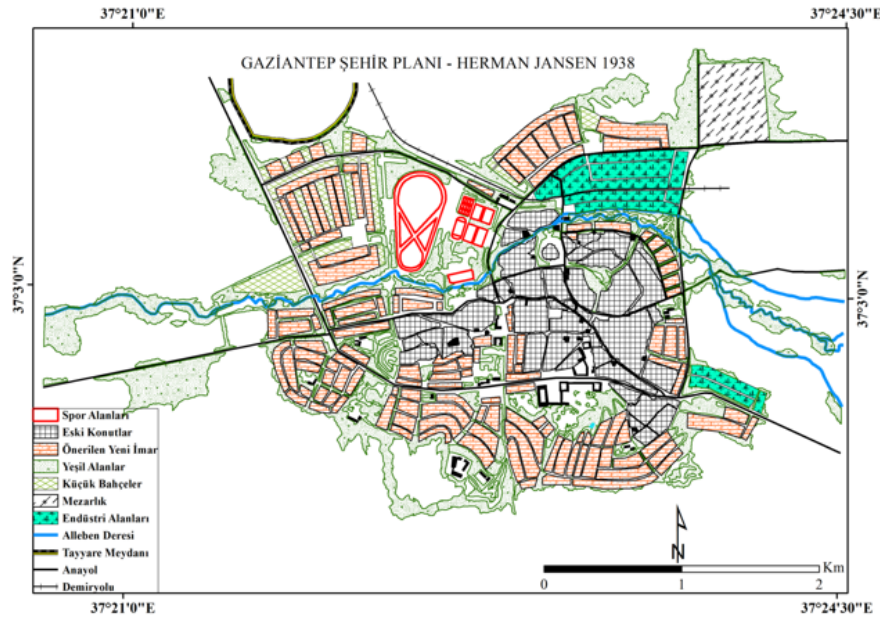 37°21'0"E
37°24'30"E
GAZİANTEP ŞEHİR PLANI - HERMAN JANSEN 1938
37°3'0"N
37°3'0"N
Spor Alanları
Eski Konutlar
Önerilen Yeni İmar
Yeşil Alanlar
Küçük Bahçeler
Mezarlık
Endüstri Alanları
Alleben Deresi
Tayyare Meydanı
Anayol
Demiryolu
N
Km
0
1
2
37°21'0"E
37°24'30"E